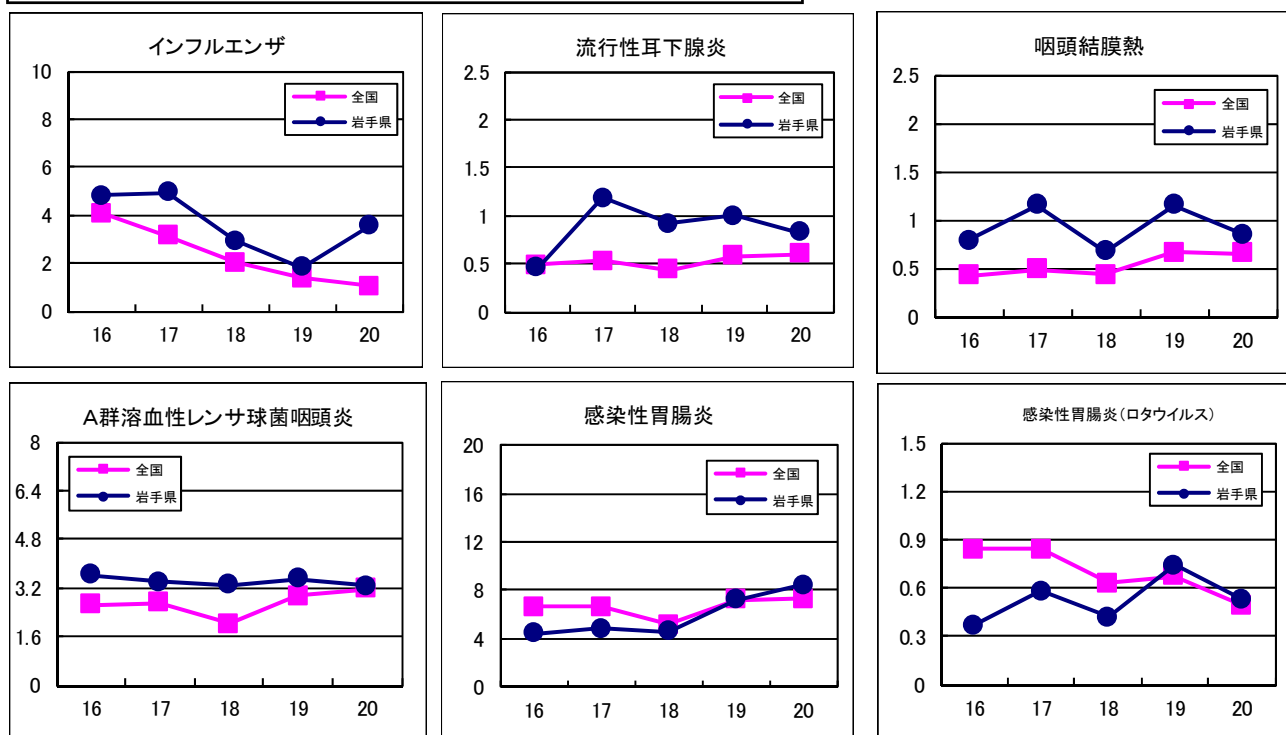 インフルエンザ
10
8
6
4
2
0
16 17 18 19 20
全国
岩手県
流行性耳下腺炎
2.5
2
1.5
1
0.5
0
16 17 18 19 20
全国
岩手県
咽頭結膜熱
2.5
2
1.5
1
0.5
0
16 17 18 19 20
全国
岩手県
A群溶血性レンサ球菌咽頭炎
8
6.4
4.8
3.2
1.6
0
16 17 18 19 20
全国
岩手県
感染性胃腸炎
20
16
12
8
4
0
16 17 18 19 20
全国
岩手県
感染性胃腸炎(ロタウイルス)
1.5
1.2
0.9
0.6
0.3
0
16 17 18 19 20
全国
岩手県